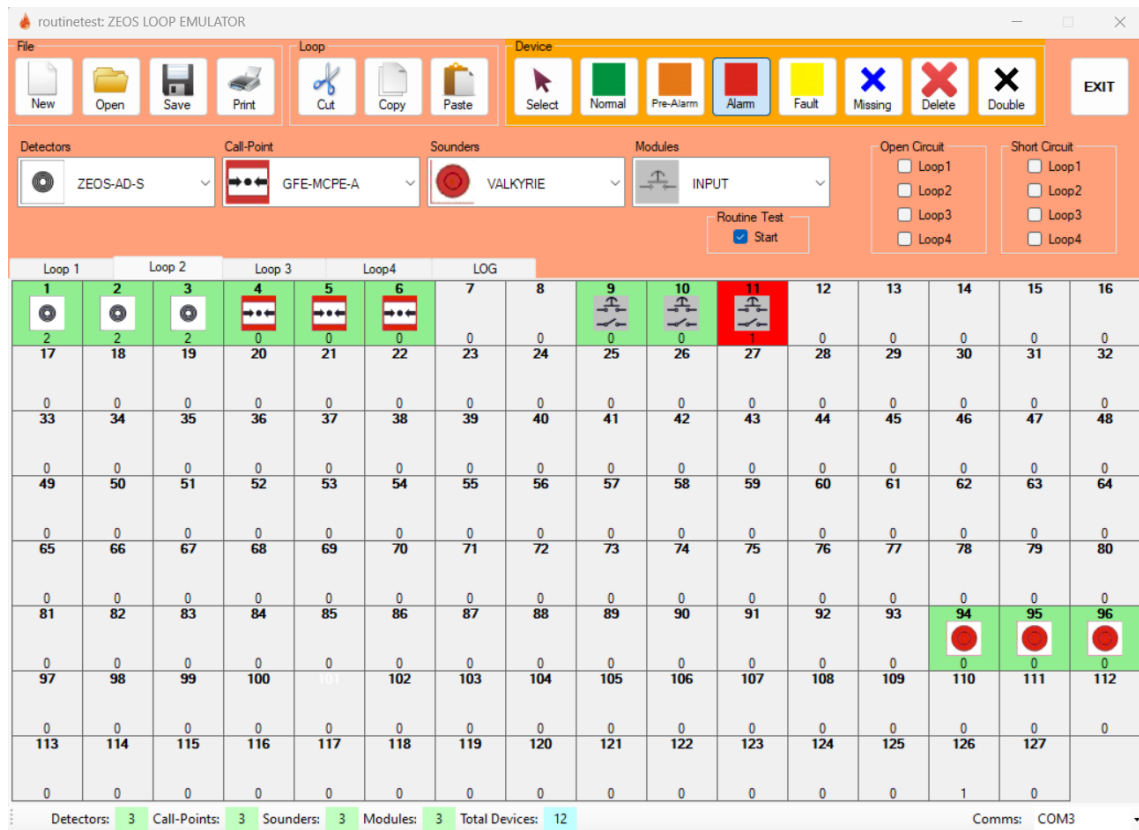 routinetest: ZEOS LOOP EMULATOR
File Loop Device
New Open Save Print Cut Copy Paste Select Normal Pre-Alarm Alarm Fault Missing Delete Double EXIT
Detectors Call-Point Sounders Modules Open Circuit Short Circuit
ZEOS-AD-S GFE-MCPE-A VALKYRIE INPUT
Loop1 Loop1
Loop2 Loop2
Loop3 Loop3
Loop4 Loop4
Routine Test
Start
Loop 1 Loop 2 Loop 3 Loop4 LOG
1 2 3 4 5 6 7 8 9 10 11 12 13 14 15 16
2 2 2 0 0 0 0 0 0 0 1 0 0 0 0 0
17 18 19 20 21 22 23 24 25 26 27 28 29 30 31 32
0 0 0 0 0 0 0 0 0 0 0 0 0 0 0 0
33 34 35 36 37 38 39 40 41 42 43 44 45 46 47 48
0 0 0 0 0 0 0 0 0 0 0 0 0 0 0 0
49 50 51 52 53 54 55 56 57 58 59 60 61 62 63 64
0 0 0 0 0 0 0 0 0 0 0 0 0 0 0 0
65 66 67 68 69 70 71 72 73 74 75 76 77 78 79 80
0 0 0 0 0 0 0 0 0 0 0 0 0 0 0 0
81 82 83 84 85 86 87 88 89 90 91 92 93 94 95 96
0 0 0 0 0 0 0 0 0 0 0 0 0 0 0 0
97 98 99 100 101 102 103 104 105 106 107 108 109 110 111 112
0 0 0 0 0 0 0 0 0 0 0 0 0 0 0 0
113 114 115 116 117 118 119 120 121 122 123 124 125 126 127
0 0 0 0 0 0 0 0 0 0 0 0 0 1 0
Detectors: 3 Call-Points: 3 Sounders: 3 Modules: 3 Total Devices: 12 Comms: COM3